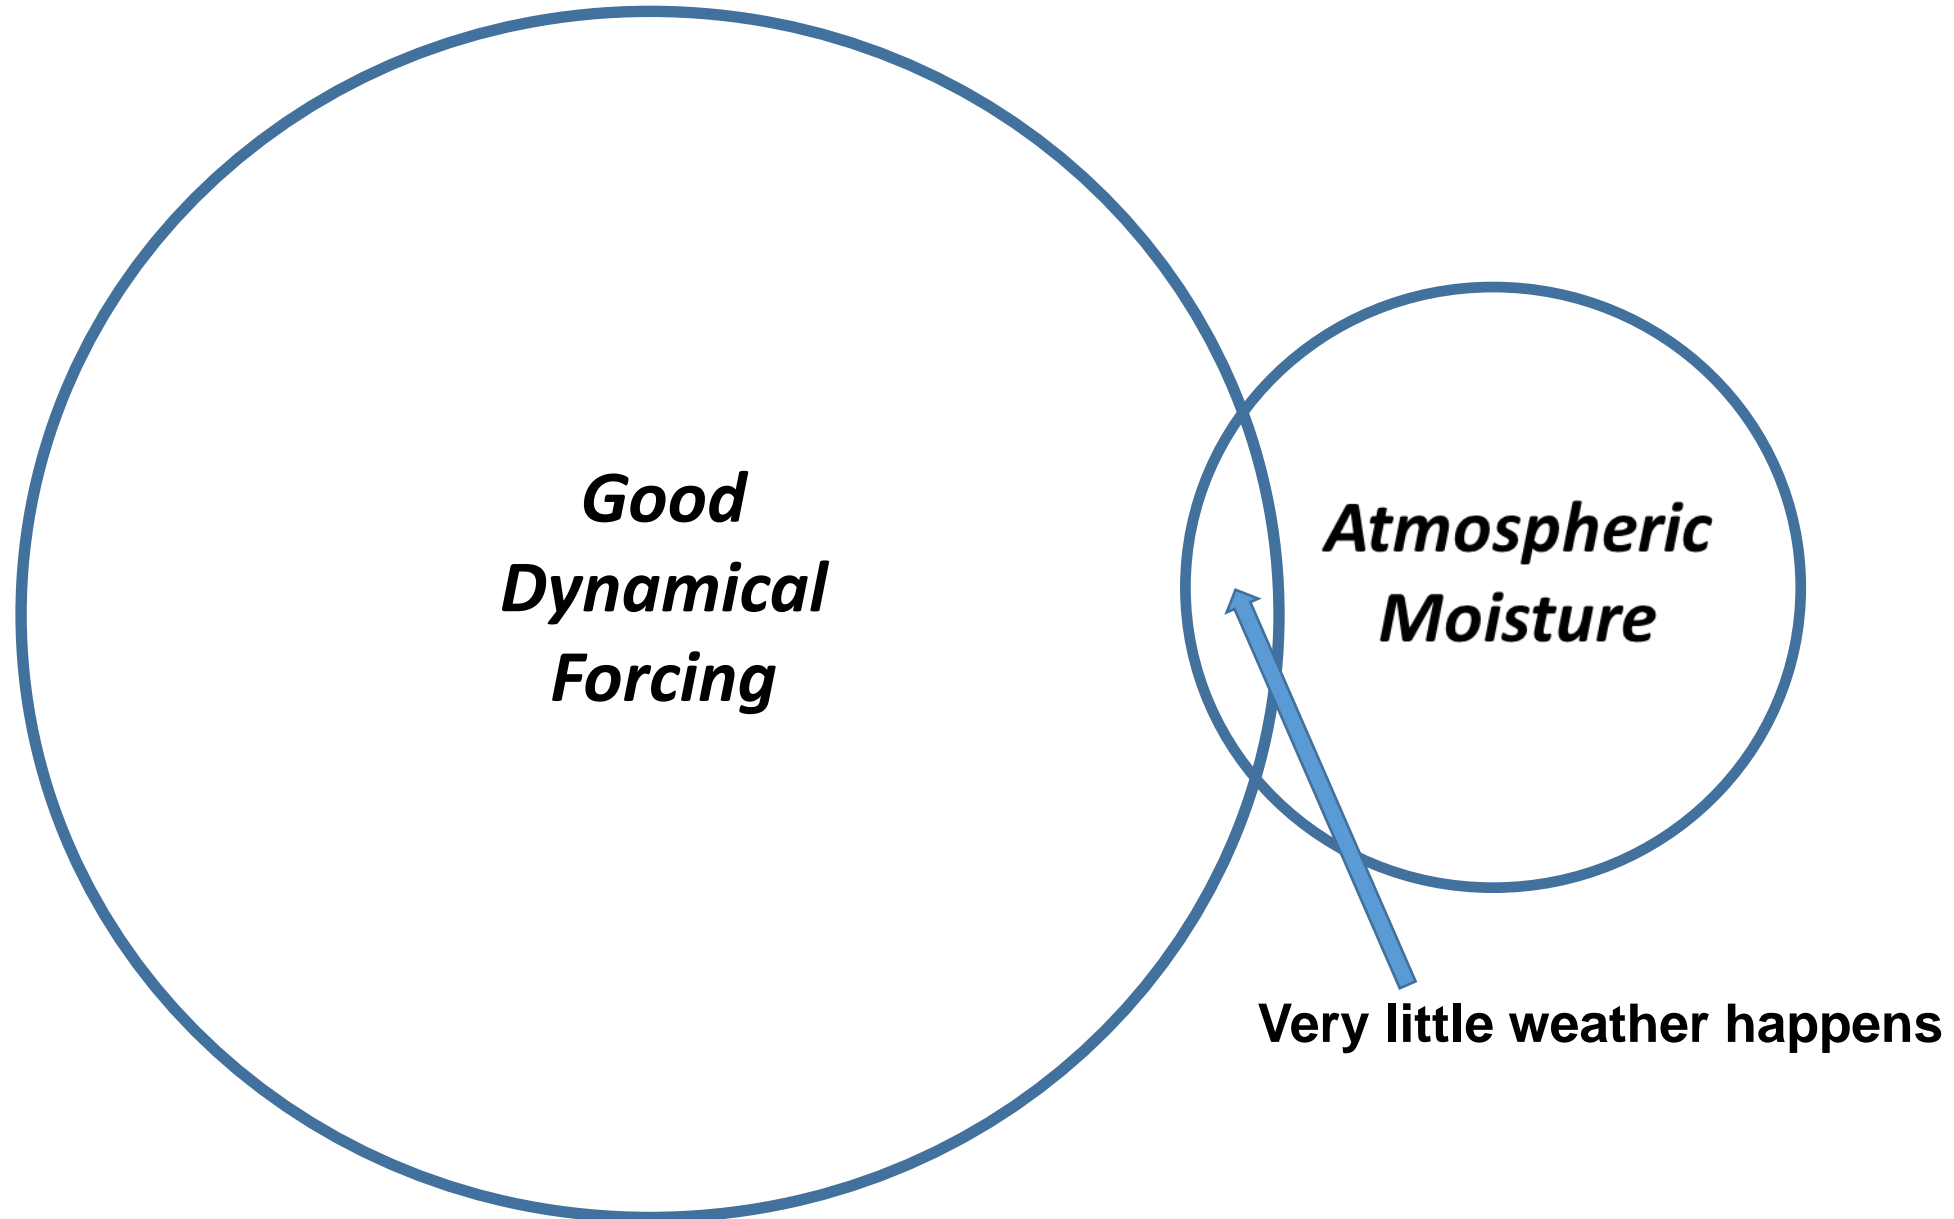 Good
Dynamical
Forcing
Atmospheric
Moisture
Very little weather happens